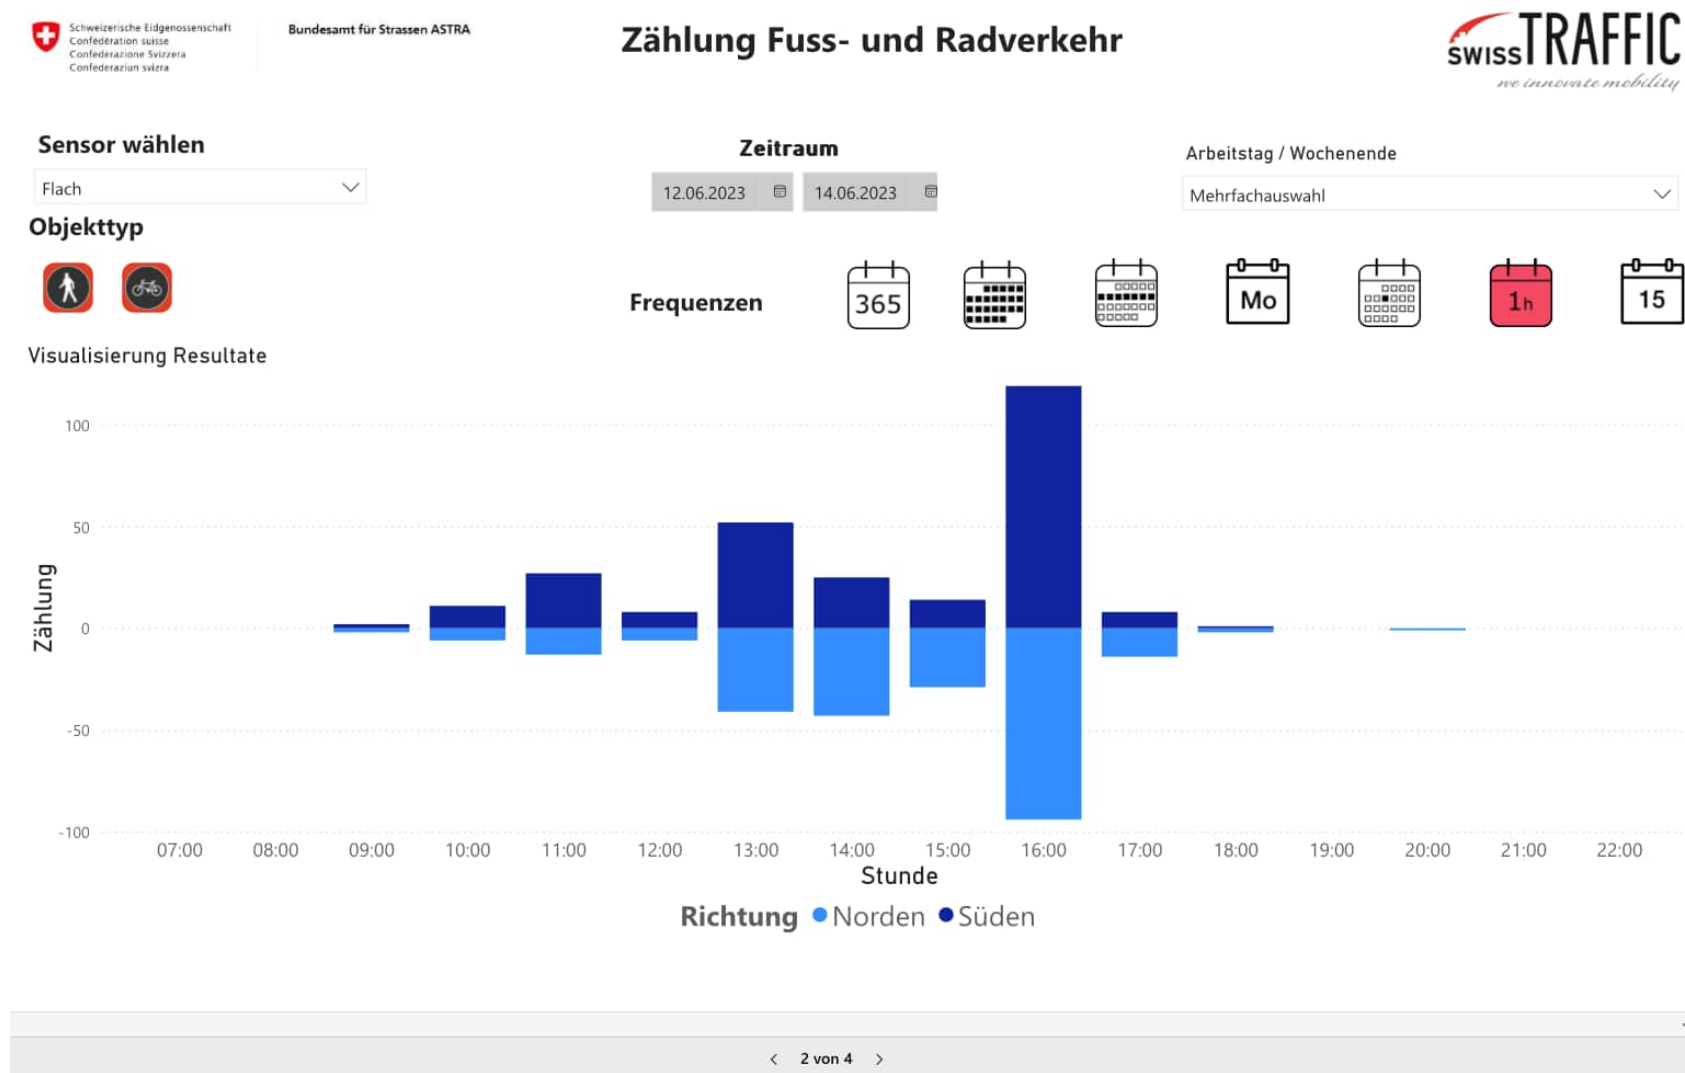 Schweizerische Eidgenossenschaft
Confédération suisse
Confederazione Svizzera
Confederaziun svizra
Bundesamt für Strassen ASTRA
Zählung Fuss- und Radverkehr
swissTRAFFIC
we innovate mobility
Sensor wählen
Flach
Zeitraum
12.06.2023 14.06.2023
Arbeitstag / Wochenende
Mehrfachauswahl
Objekttyp
Frequenzen
365
Mo
1h
15
Visualisierung Resultate
Zählung
100
50
0
-50
-100
07:00 08:00 09:00 10:00 11:00 12:00 13:00 14:00 15:00 16:00 17:00 18:00 19:00 20:00 21:00 22:00
Stunde
Richtung Norden Süden
2 von 4